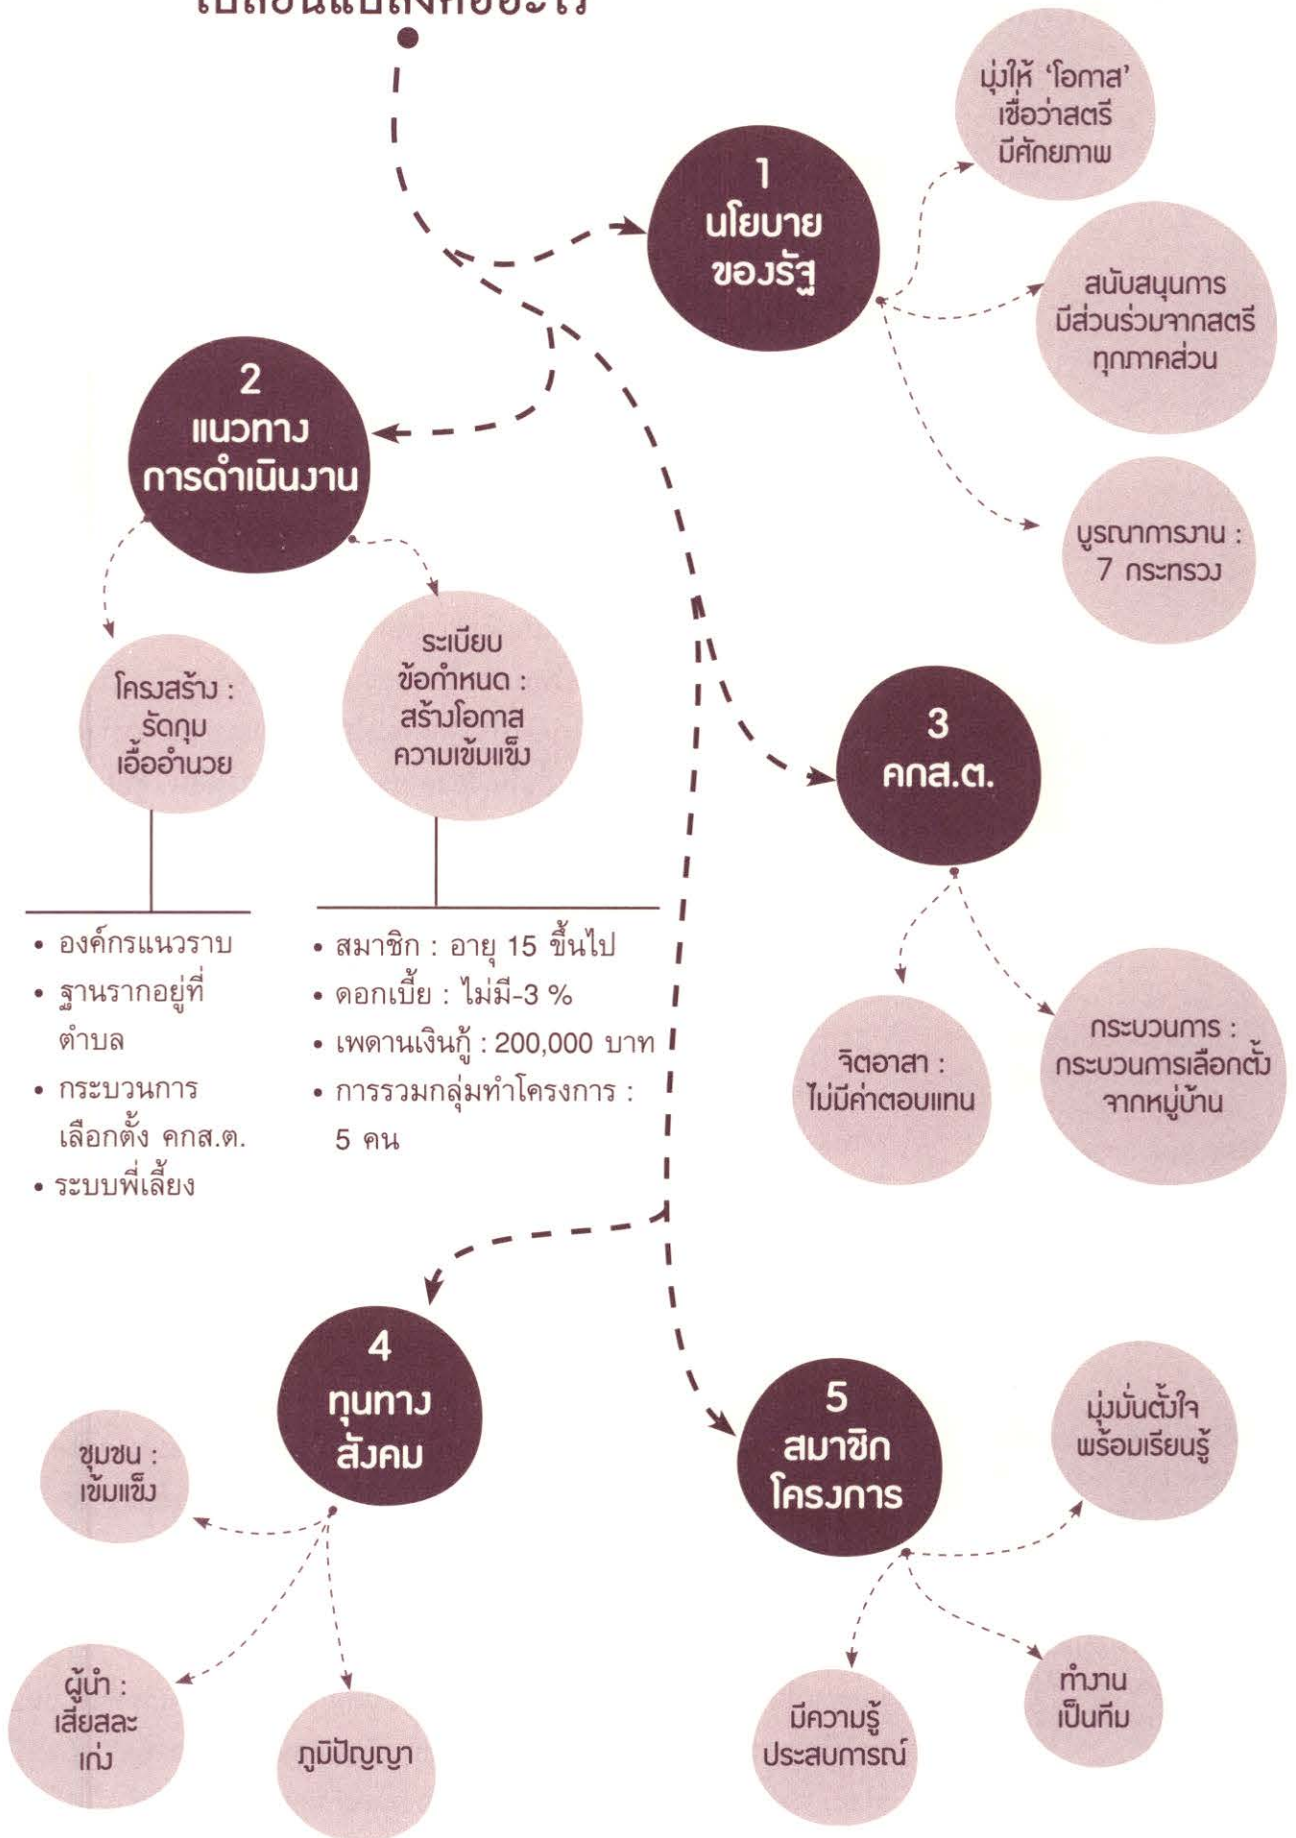 เปลี่ยนแปลงคืออะไร
1
นโยบาย
ของรัฐ
มุ่งให้ 'โอกาส'
เชื่อว่าสตรี
มีศักยภาพ
สนับสนุนการ
มีส่วนร่วมจากสตรี
ทุกภาคส่วน
บูรณาการงาน :
7 กระทรวง
2
แนวทาง
การดำเนินงาน
โครงสร้าง :
รัดกุม
เอื้ออำนวย
ระเบียบ
ข้อกำหนด :
สร้างโอกาส
ความเข้มแข็ง
• องค์กรแนวราบ
• ฐานรากอยู่ที่
ตำบล
• กระบวนการ
เลือกตั้ง คกส.ต.
• ระบบพี่เลี้ยง
• สมาชิก : อายุ 15 ขึ้นไป
• ดอกเบี้ย : ไม่มี-3 %
• เพดานเงินกู้ : 200,000 บาท
• การรวมกลุ่มทำโครงการ :
5 คน
3
คกส.ต.
จิตอาสา :
ไม่มีค่าตอบแทน
กระบวนการ :
กระบวนการเลือกตั้ง
จากหมู่บ้าน
4
ทุนทาง
สังคม
ชุมชน :
เข้มแข็ง
ผู้นำ :
เสียสละ
เก่ง
ภูมิปัญญา
5
สมาชิก
โครงการ
มุ่งมั่นตั้งใจ
พร้อมเรียนรู้
มีความรู้
ประสบการณ์
ทำงาน
เป็นทีม